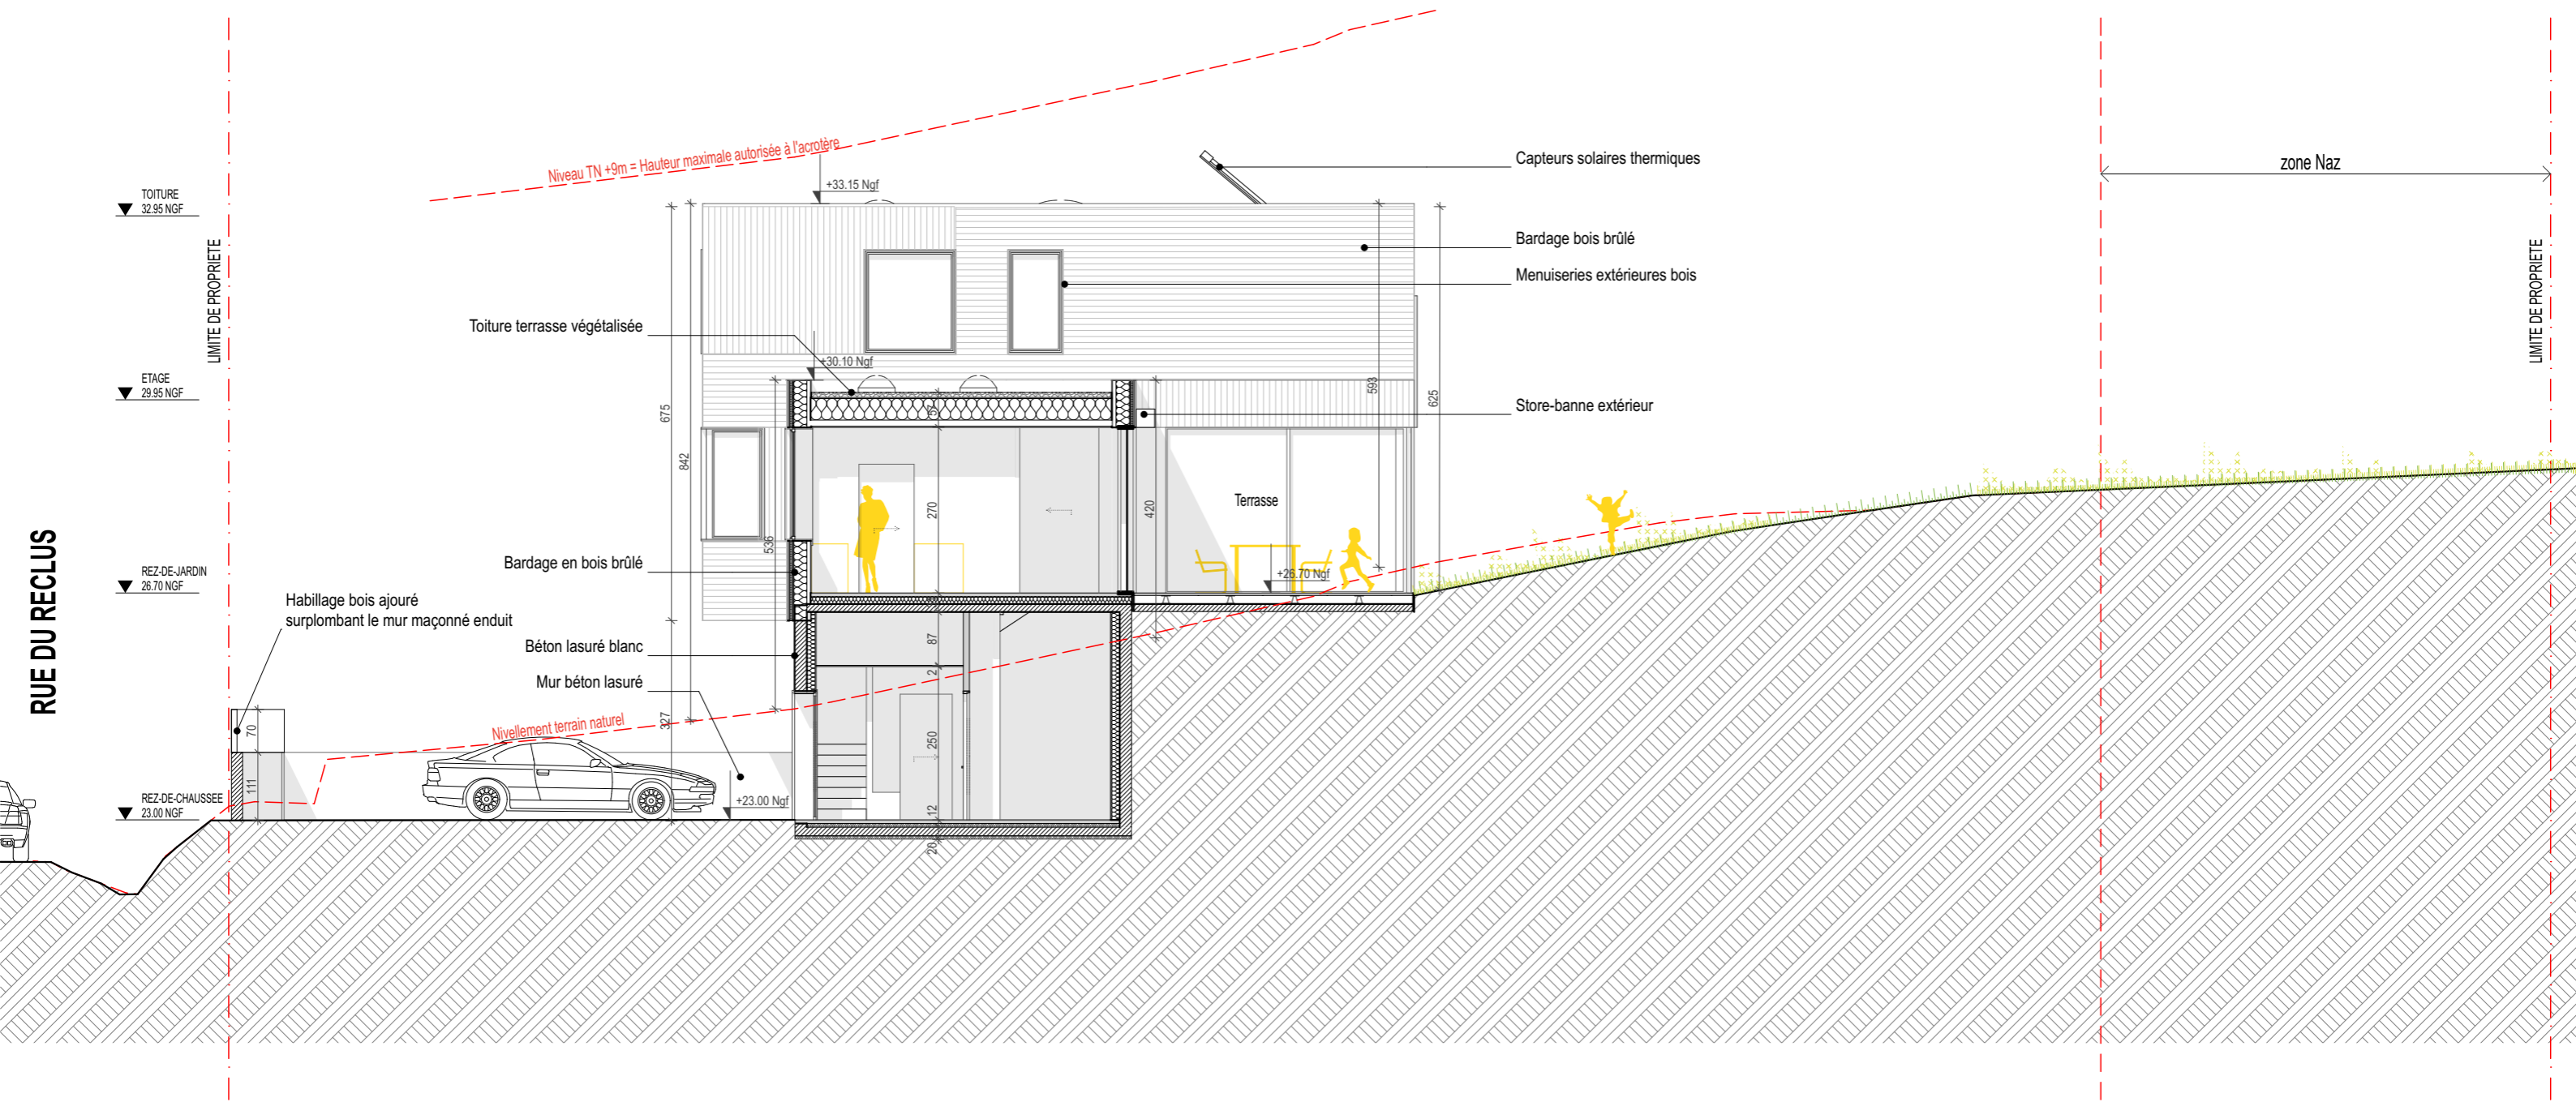 Niveau TN +9m = Hauteur maximale autorisée à l'acrotère
Capteurs solaires thermiques
zone Naz
+33.15 Ngf
TOITURE
32.95 NGF
Bardage bois brûlé
LIMITE DE PROPRIETE
LIMITE DE PROPRIETE
Menuiseries extérieures bois
Toiture terrasse végétalisée
+30.10 Ngf
ETAGE
29.95 NGF
593
625
675
57
Store-banne extérieur
842
Terrasse
270
420
536
RUE DU RECLUS
Bardage en bois brûlé
REZ-DE-JARDIN
26.70 NGF
+26.70 Ngf
Habillage bois ajouré
surplombant le mur maçonné enduit
Béton lasuré blanc
87
2
Mur béton lasuré
327
Nivellement terrain naturel
70
250
111
REZ-DE-CHAUSSEE
23.00 NGF
+23.00 Ngf
12
20